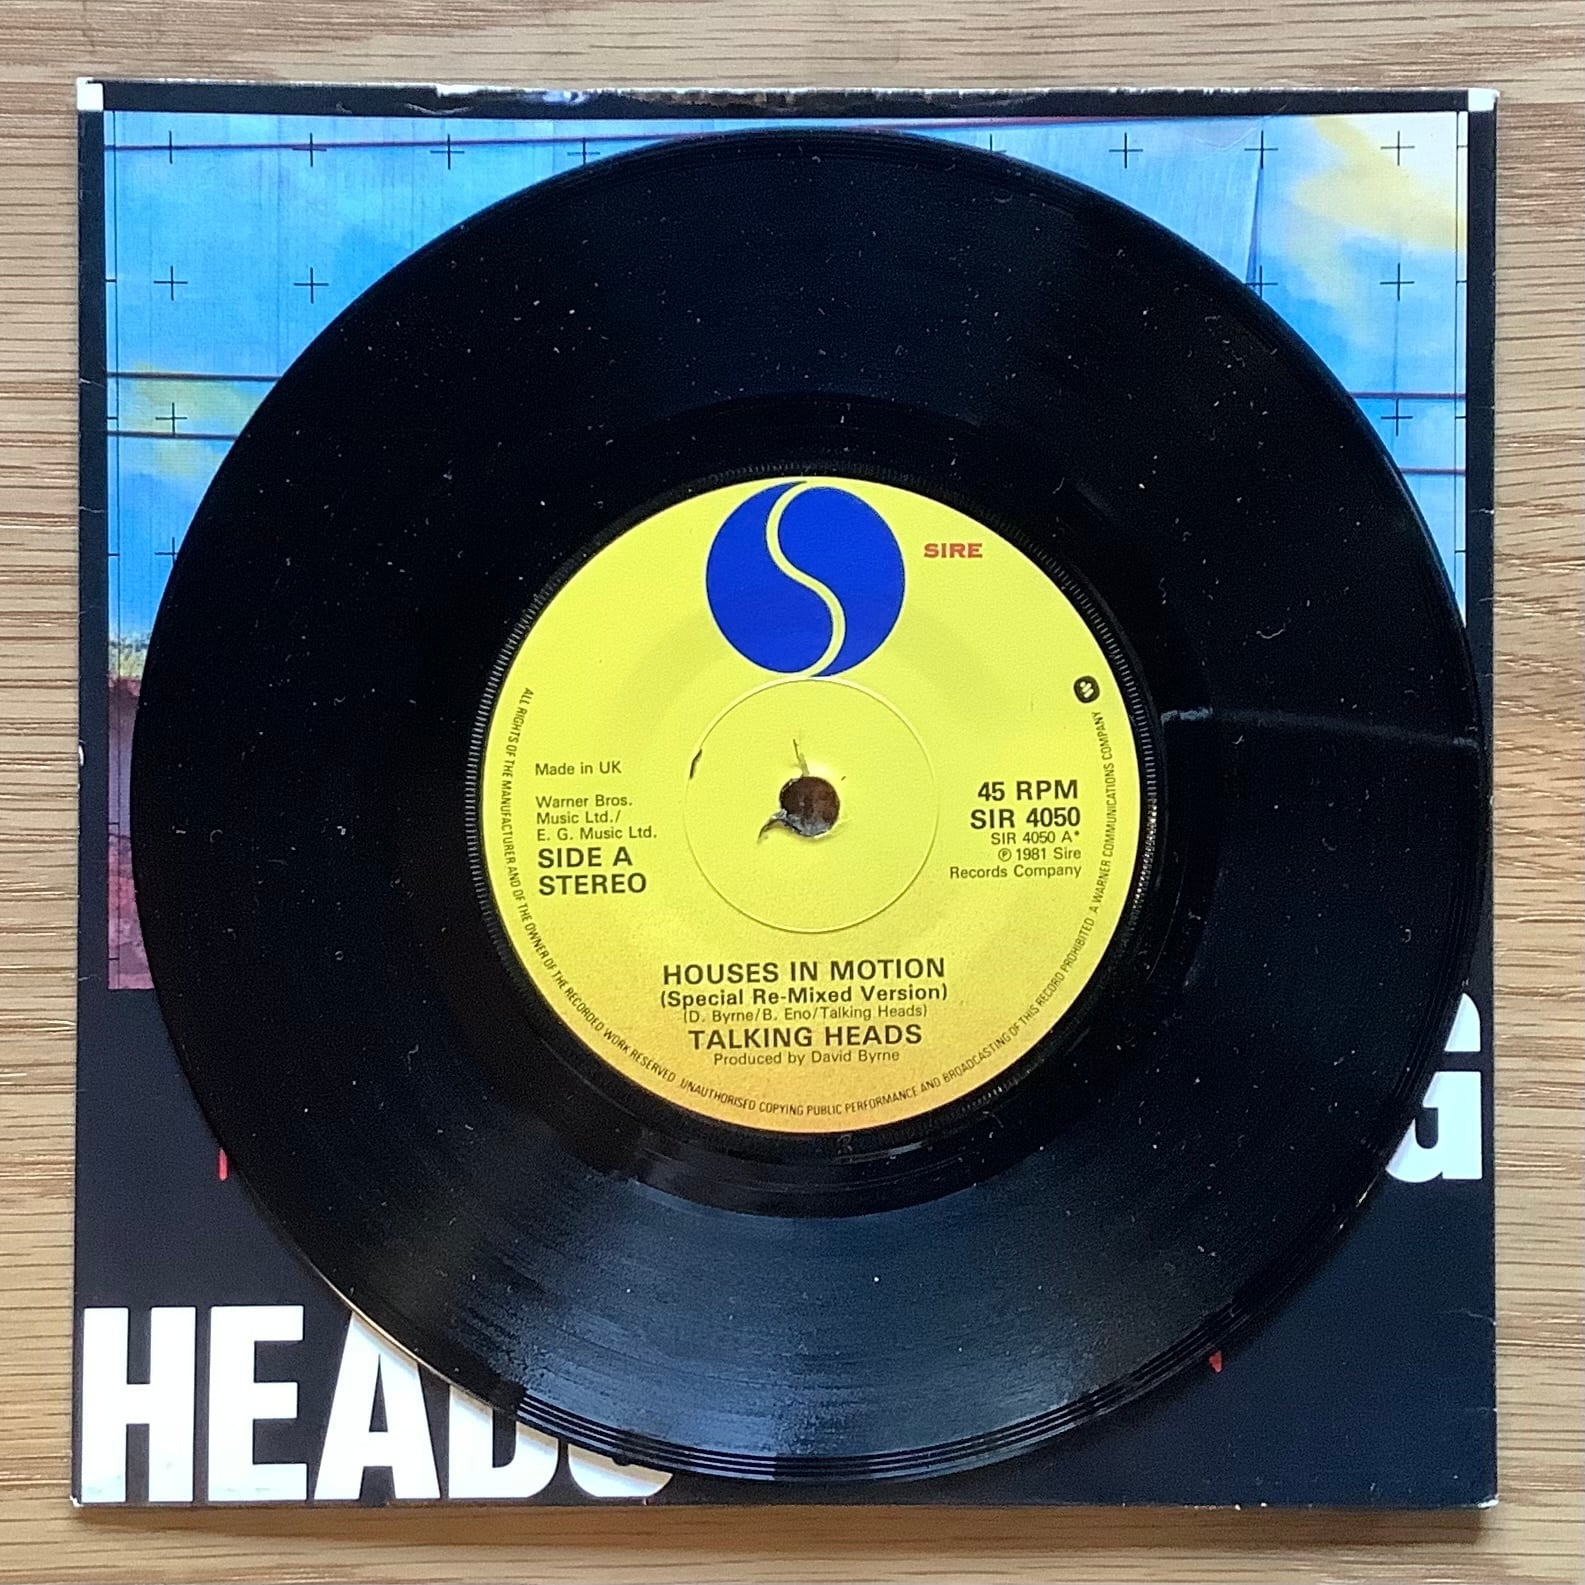 SIRE
Made in UK
Warner Bros.
Music Ltd./
E. G. Music Ltd.
SIDE A
STEREO
45 RPM
SIR 4050
SIR 4050 A*
℗ 1981 Sire
Records Company
HOUSES IN MOTION
(Special Re-Mixed Version)
(D. Byrne/B. Eno/Talking Heads)
TALKING HEADS
Produced by David Byrne
ALL RIGHTS OF THE MANUFACTURER AND OF THE OWNER OF THE RECORDED WORK RESERVED UNAUTHORISED COPYING PUBLIC PERFORMANCE AND BROADCASTING OF THIS RECORD PROHIBITED A WARNER COMMUNICATIONS COMPANY
G
HEADS